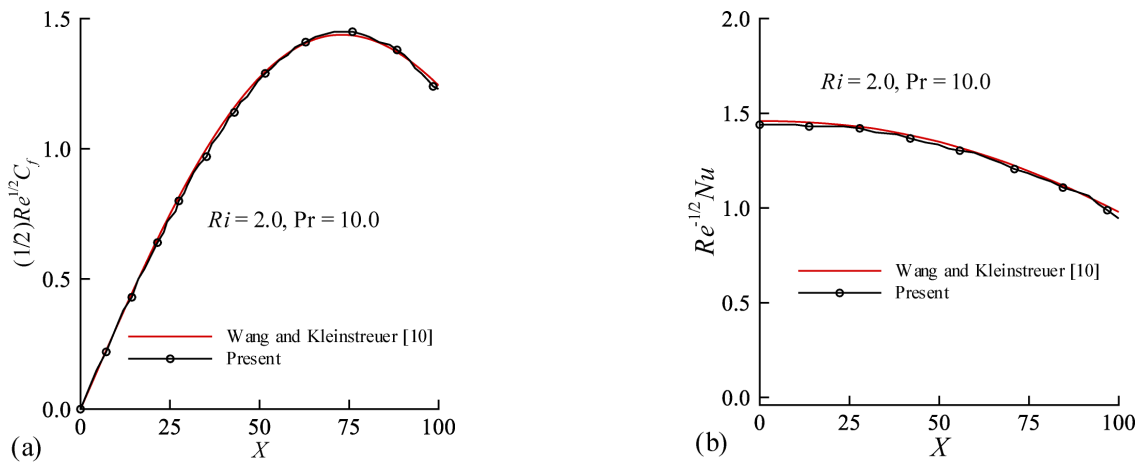 1.5
1.0
0.5
0.0
(1/2)Re^{1/2}C_f
Ri = 2.0, Pr = 10.0
Wang and Kleinstreuer [10]
Present
0 25 50 75 100
X
(a)
2.0
1.5
1.0
0.5
0.0
Re^{-1/2}Nu
Ri = 2.0, Pr = 10.0
Wang and Kleinstreuer [10]
Present
0 25 50 75 100
X
(b)